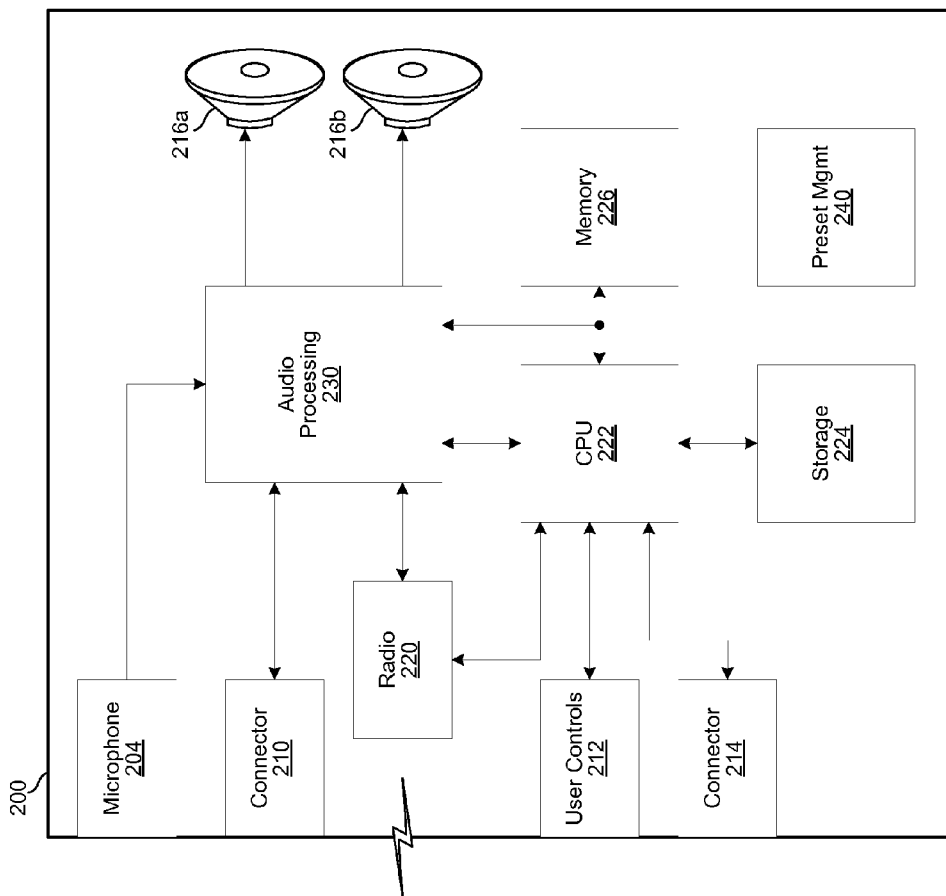 200
Microphone
204
Connector
210
Radio
220
User Controls
212
Connector
214
Audio
Processing
230
CPU
222
Storage
224
Memory
226
Preset Mgmt
240
216a
216b